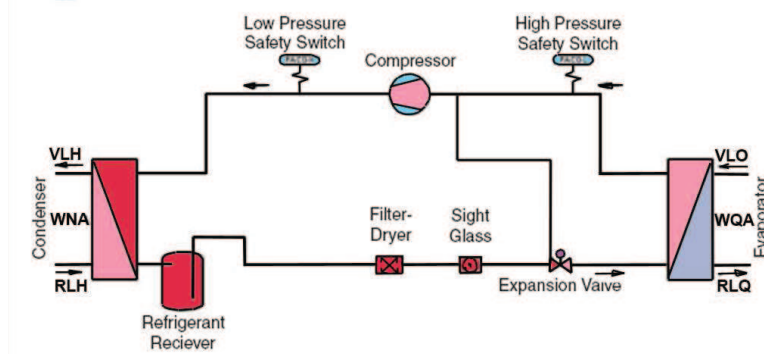 Low Pressure
Safety Switch
High Pressure
Safety Switch
Compressor
VLH
WNA
RLH
Condenser
VLO
WQA
RLQ
Evaporator
Filter-
Dryer
Sight
Glass
Expansion Valve
Refrigerant
Reciever